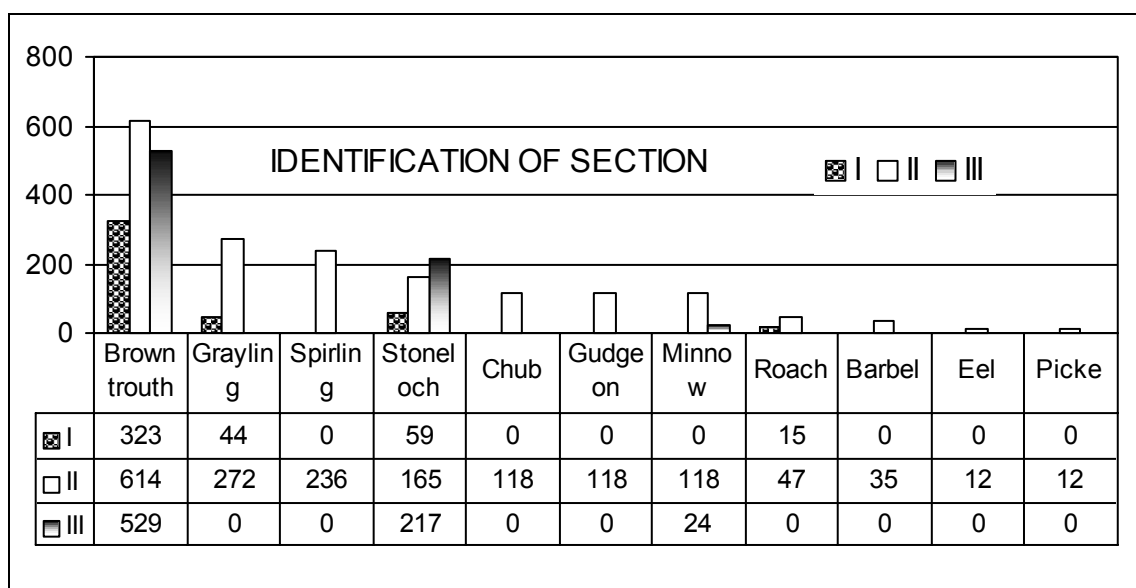 800
600
400
200
0
IDENTIFICATION OF SECTION
I II III
Brown
trouth
Graylin
g
Spirlin
g
Stonel
och
Chub
Gudge
on
Minno
w
Roach
Barbel
Eel
Picke
I 323 44 0 59 0 0 0 15 0 0 0
II 614 272 236 165 118 118 118 47 35 12 12
III 529 0 0 217 0 0 24 0 0 0 0